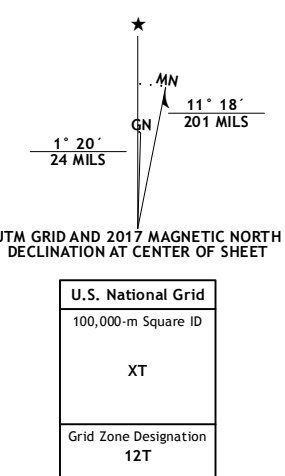 MN
GN
11° 18´
201 MILS
1° 20´
24 MILS
UTM GRID AND 2017 MAGNETIC NORTH
DECLINATION AT CENTER OF SHEET
U.S. National Grid
100,000-m Square ID
XT
Grid Zone Designation
12T